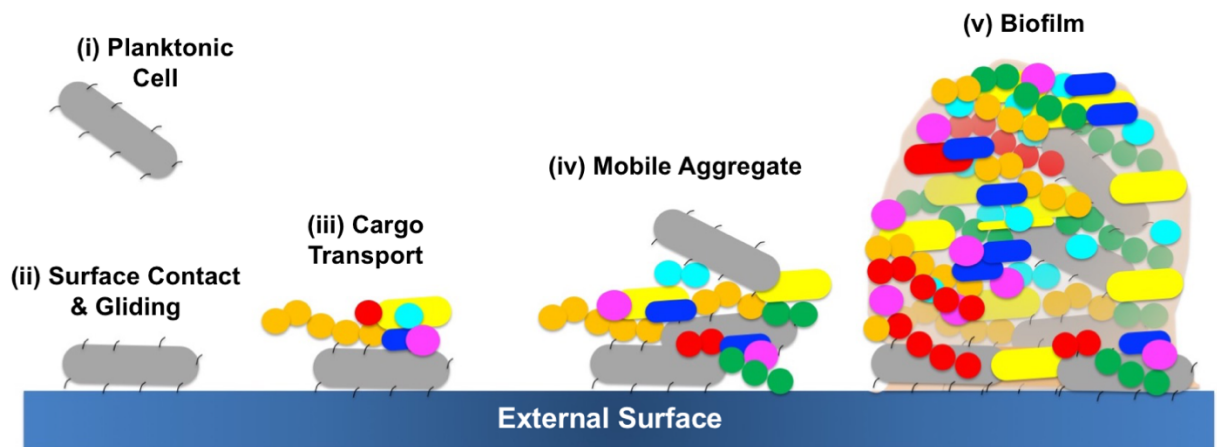 (i) Planktonic
Cell
(ii) Surface Contact
& Gliding
(iii) Cargo
Transport
(iv) Mobile Aggregate
(v) Biofilm
External Surface